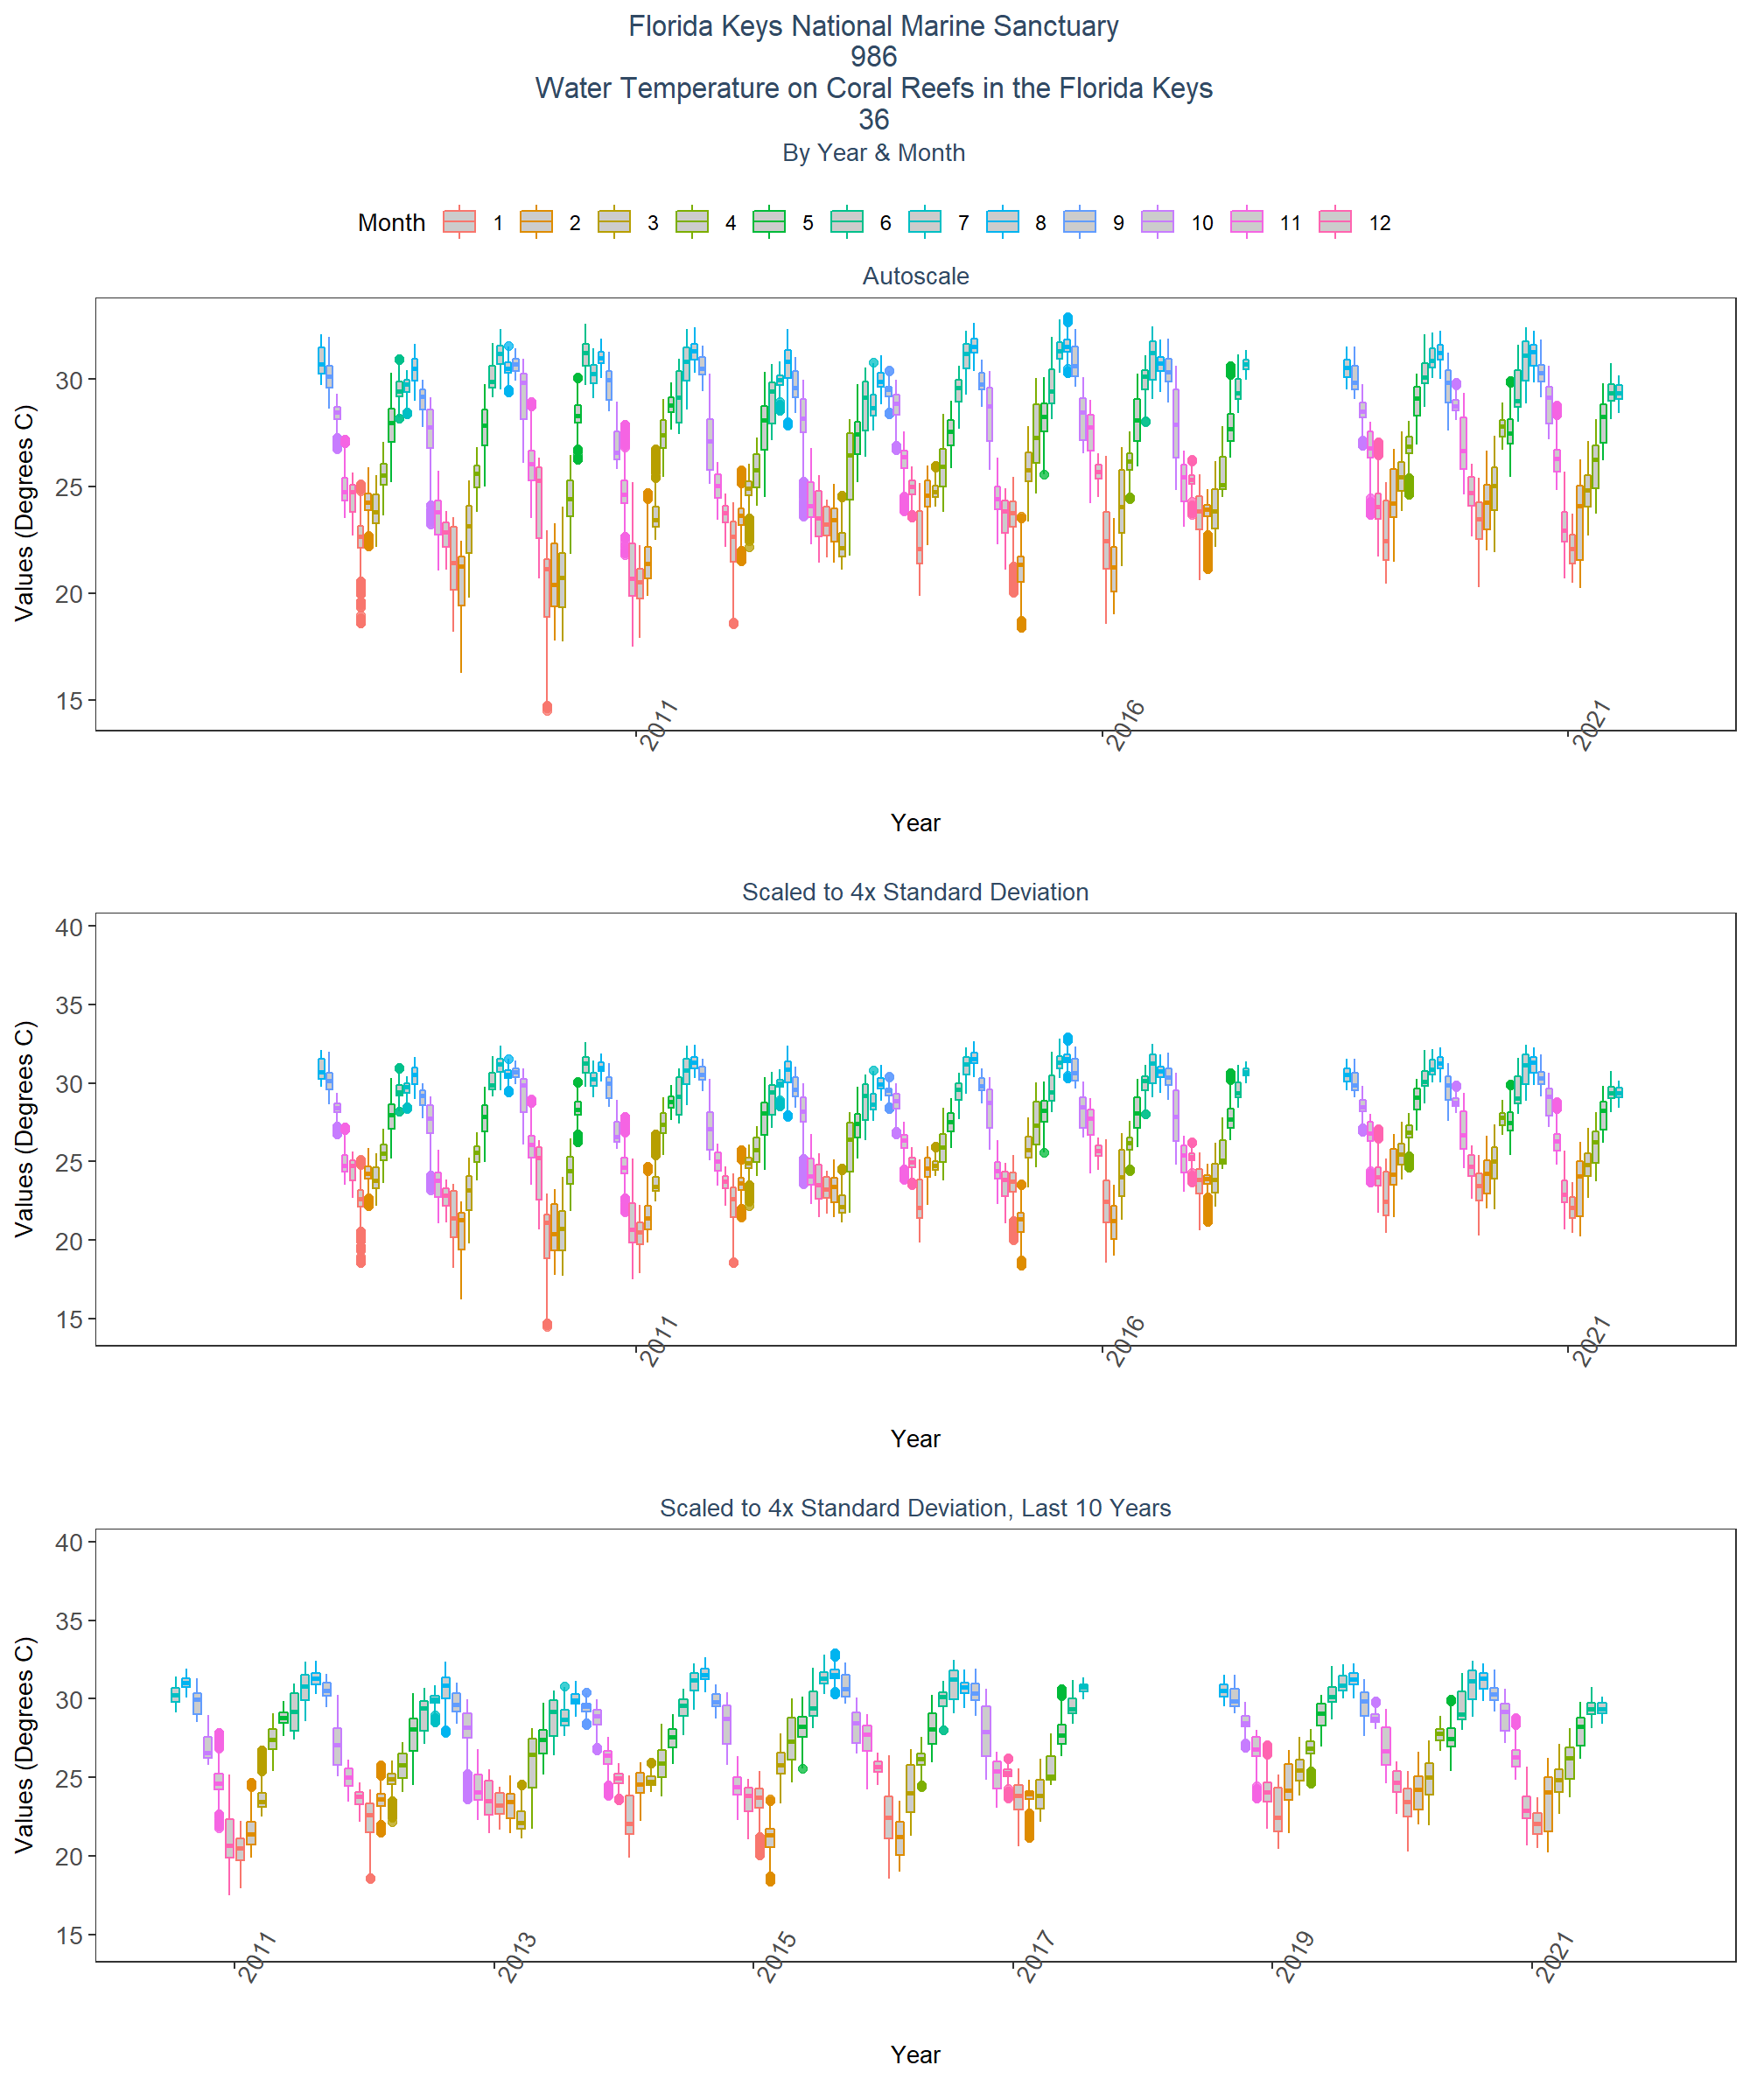 Florida Keys National Marine Sanctuary
986
Water Temperature on Coral Reefs in the Florida Keys
36
By Year & Month
Month 1 2 3 4 5 6 7 8 9 10 11 12
Autoscale
Values (Degrees C)
30
25
20
15
2011 2016 2021
Year
Scaled to 4x Standard Deviation
Values (Degrees C)
40
35
30
25
20
15
2011 2016 2021
Year
Scaled to 4x Standard Deviation, Last 10 Years
Values (Degrees C)
40
35
30
25
20
15
2011 2013 2015 2017 2019 2021
Year